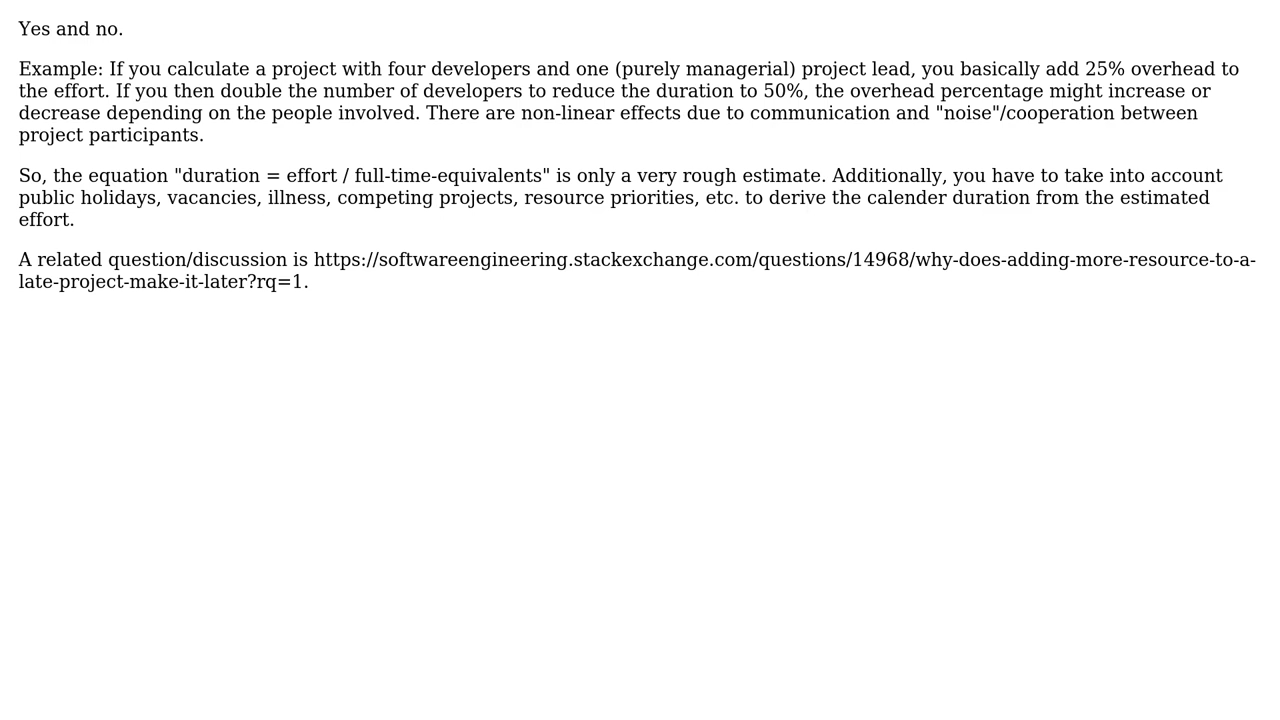 Yes and no.
Example: If you calculate a project with four developers and one (purely managerial) project lead, you basically add 25% overhead to
the effort. If you then double the number of developers to reduce the duration to 50%, the overhead percentage might increase or
decrease depending on the people involved. There are non-linear effects due to communication and "noise"/cooperation between
project participants.
So, the equation "duration = effort / full-time-equivalents" is only a very rough estimate. Additionally, you have to take into account
public holidays, vacancies, illness, competing projects, resource priorities, etc. to derive the calender duration from the estimated
effort.
A related question/discussion is https://softwareengineering.stackexchange.com/questions/14968/why-does-adding-more-resource-to-a-
late-project-make-it-later?rq=1.